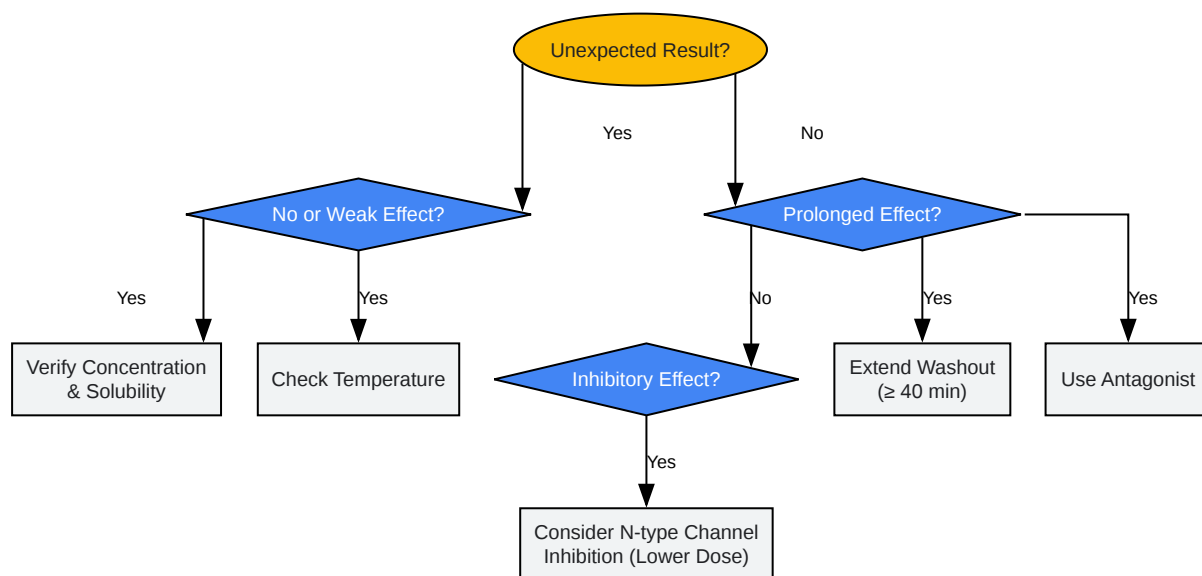 Unexpected Result?
Yes
No
No or Weak Effect?
Prolonged Effect?
Yes
Yes
No
Yes
Yes
Verify Concentration
& Solubility
Check Temperature
Inhibitory Effect?
Extend Washout
(≥ 40 min)
Use Antagonist
Yes
Consider N-type Channel
Inhibition (Lower Dose)